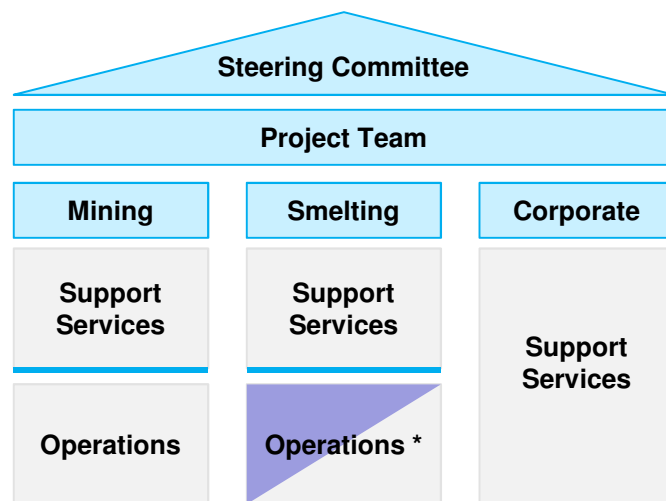 Steering Committee
Project Team
Mining
Smelting
Corporate
Support
Services
Support
Services
Support
Services
Operations
Operations *